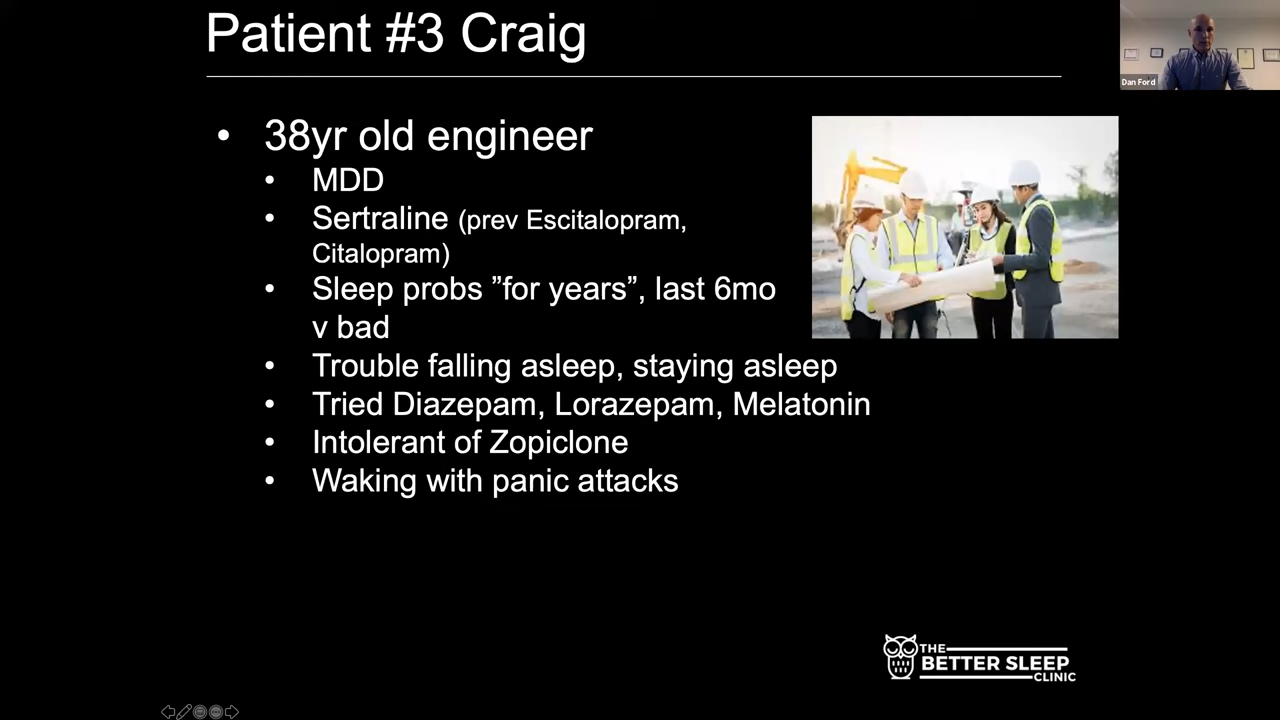 Patient #3 Craig
Dan Ford
• 38yr old engineer
• MDD
• Sertraline (prev Escitalopram,
Citalopram)
• Sleep probs ”for years”, last 6mo
v bad
• Trouble falling asleep, staying asleep
• Tried Diazepam, Lorazepam, Melatonin
• Intolerant of Zopiclone
• Waking with panic attacks
THE
BETTER SLEEP
CLINIC